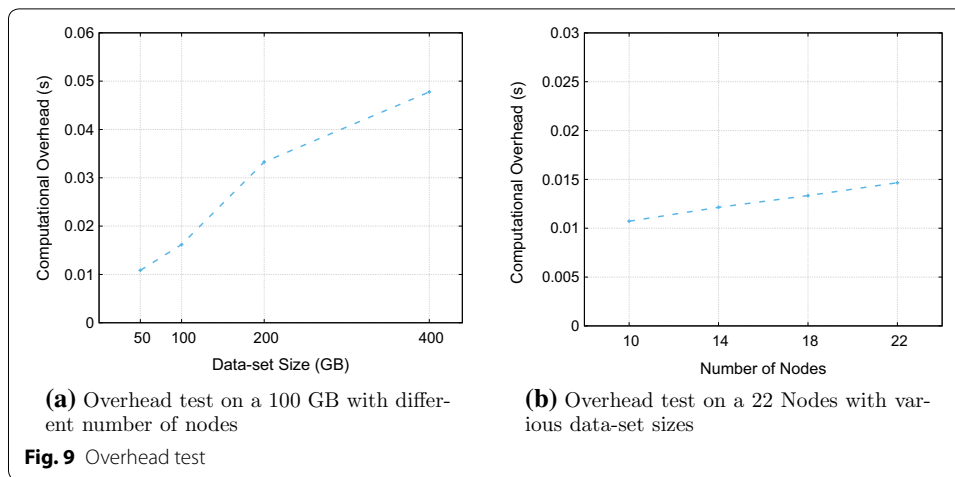 0.06
0.05
0.04
0.03
0.02
0.01
0
Computational Overhead (s)
50 100 200 400
Data-set Size (GB)
(a) Overhead test on a 100 GB with differ-
ent number of nodes
0.03
0.025
0.02
0.015
0.01
0.005
0
Computational Overhead (s)
10 14 18 22
Number of Nodes
(b) Overhead test on a 22 Nodes with var-
ious data-set sizes
Fig. 9 Overhead test